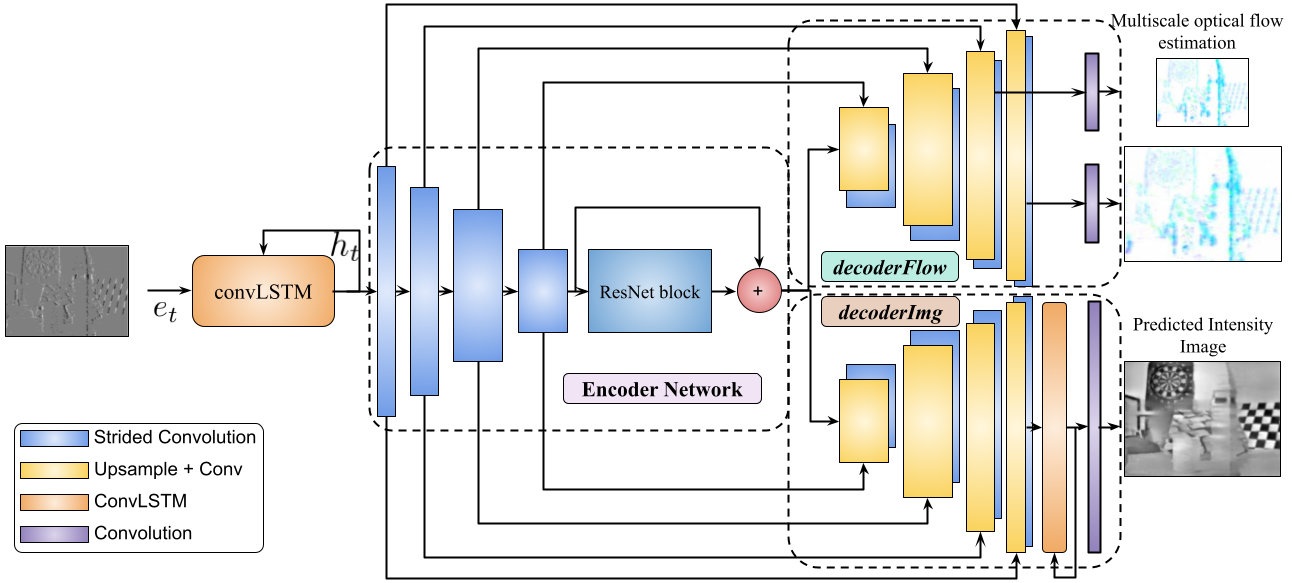 Multiscale optical flow
estimation
h_t
convLSTM
e_t
ResNet block
+
decoderFlow
decoderImg
Encoder Network
Predicted Intensity
Image
Strided Convolution
Upsample + Conv
ConvLSTM
Convolution